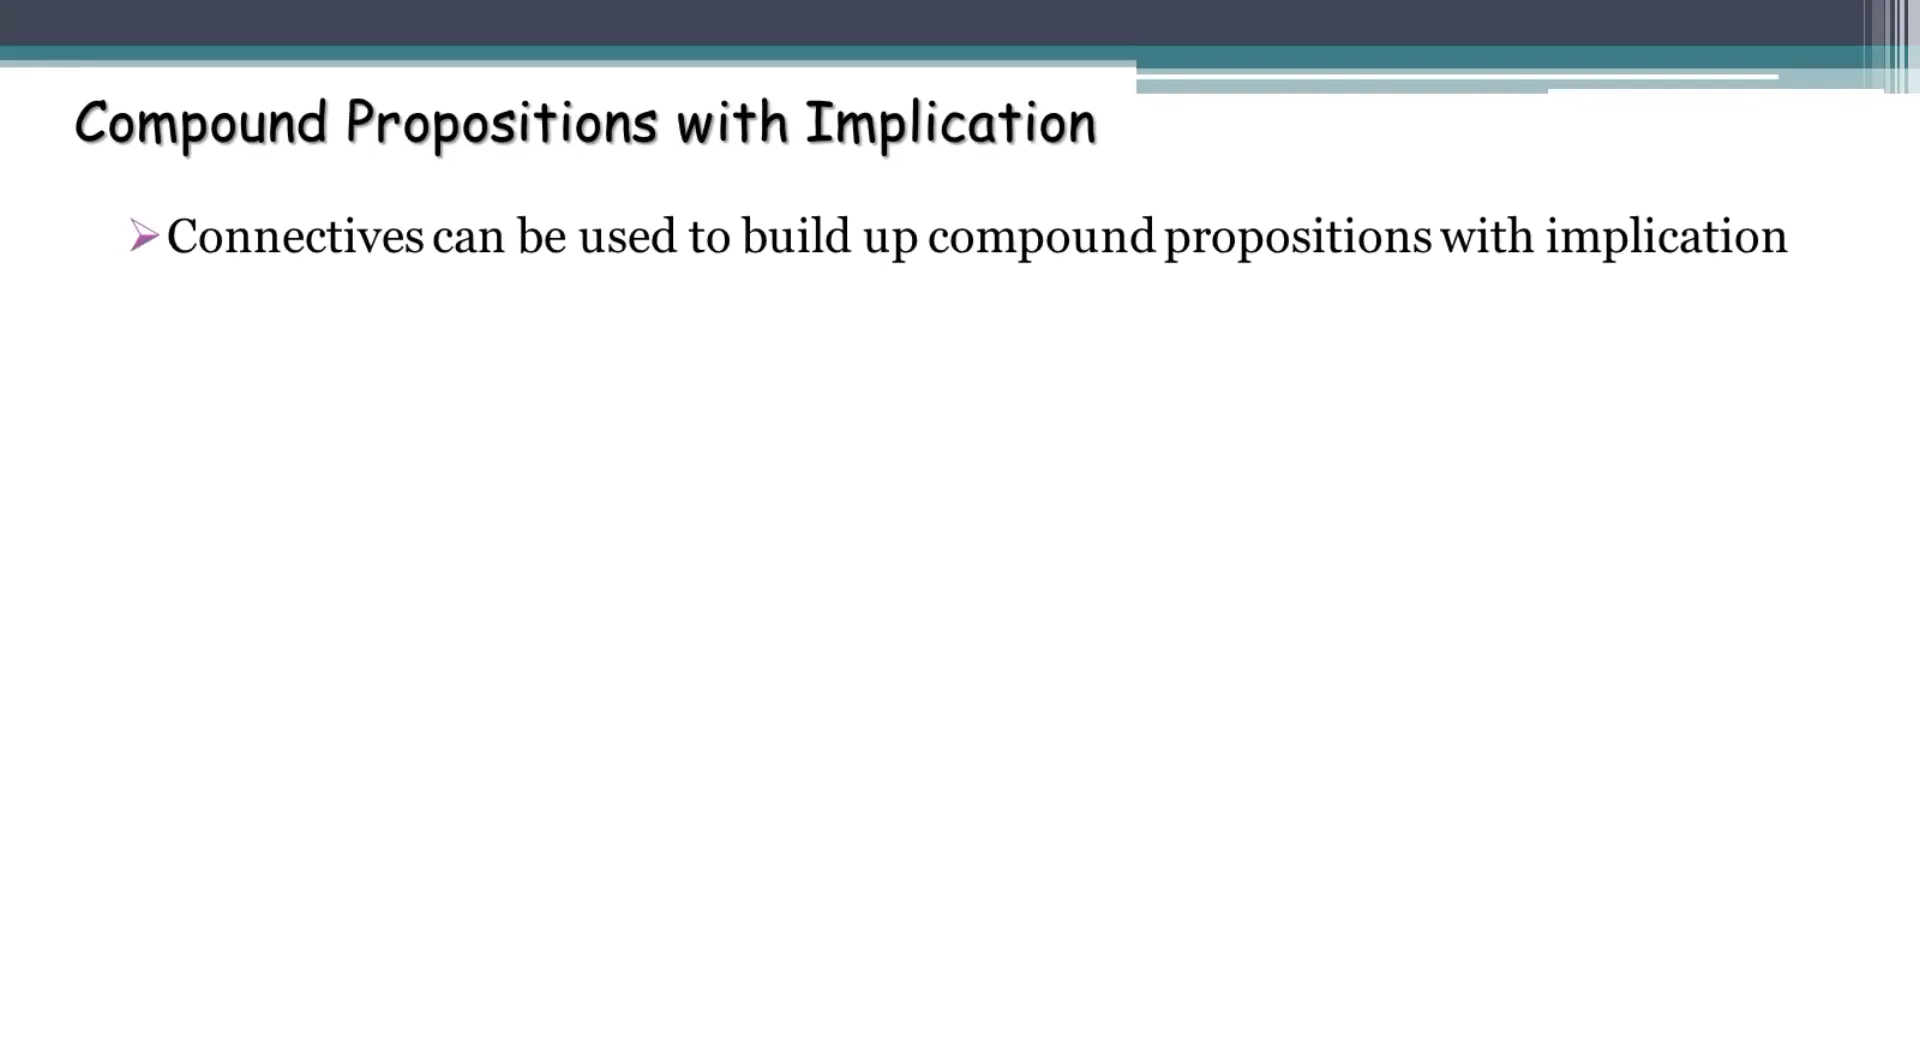 Compound Propositions with Implication
Connectives can be used to build up compound propositions with implication